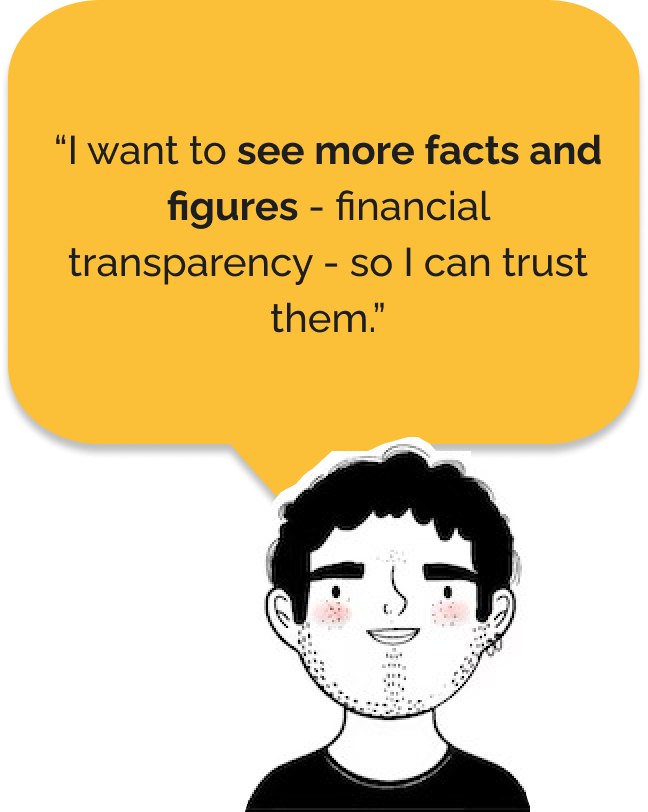 “I want to see more facts and
figures - financial
transparency - so I can trust
them.”